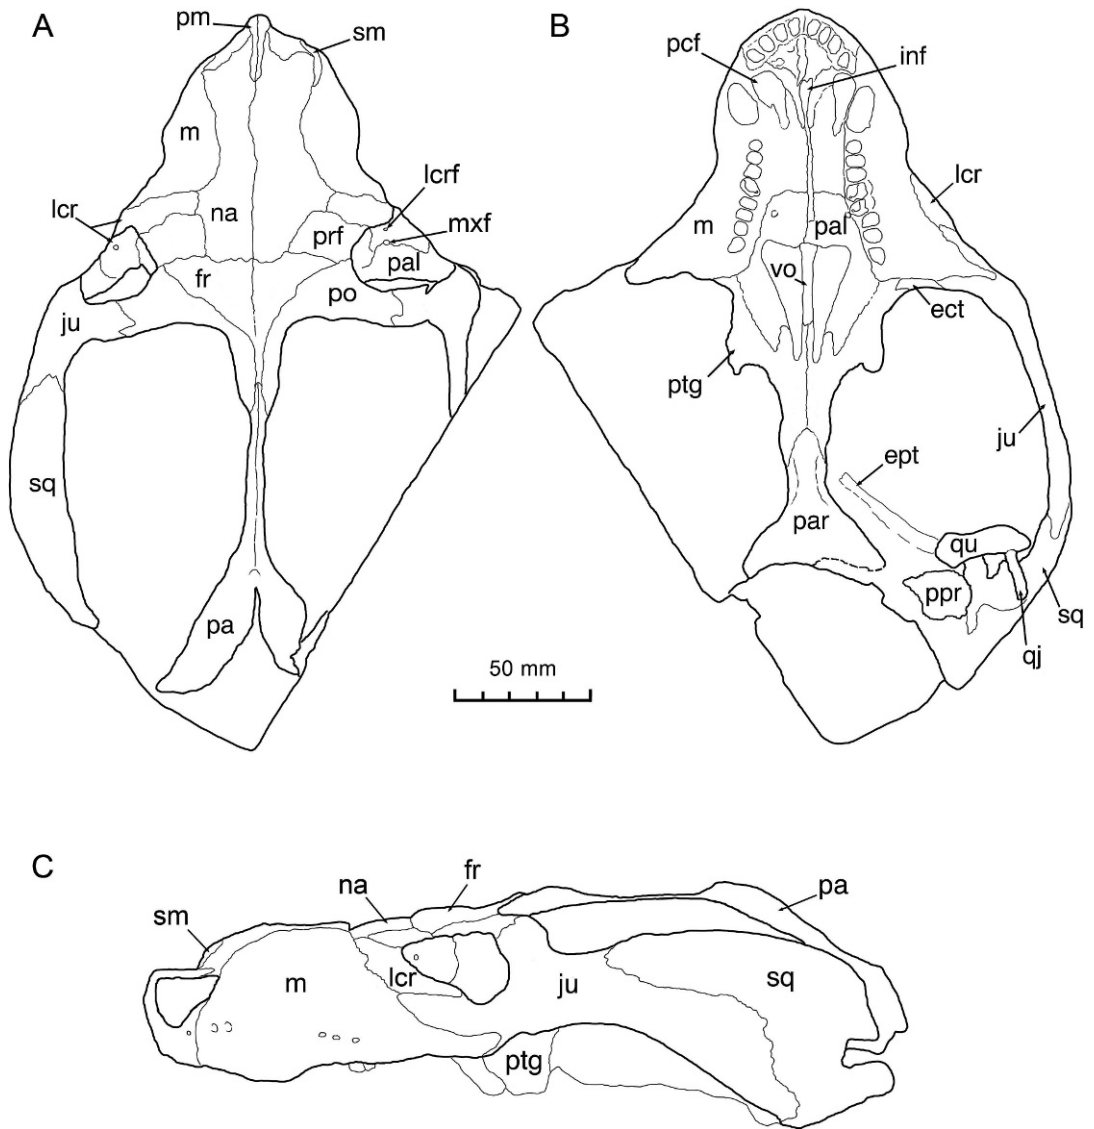 A
pm
sm
m
lcr
na
lcrf
prf
mxf
pal
fr
po
ju
sq
pa
50 mm
B
pcf
inf
lcr
m
pal
vo
ect
ptg
ju
ept
par
qu
ppr
sq
qj
C
sm
na
fr
pa
m
lcr
ju
sq
ptg